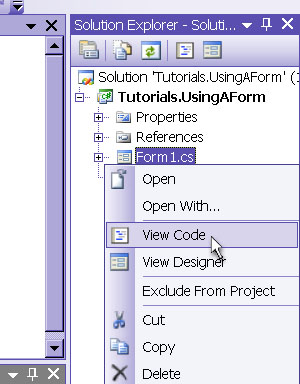 Solution Explorer - Soluti...
Solution 'Tutorials.UsingAForm' (1
Tutorials.UsingAForm
Properties
References
Form1.cs
Open
Open With...
View Code
View Designer
Exclude From Project
Cut
Copy
Delete